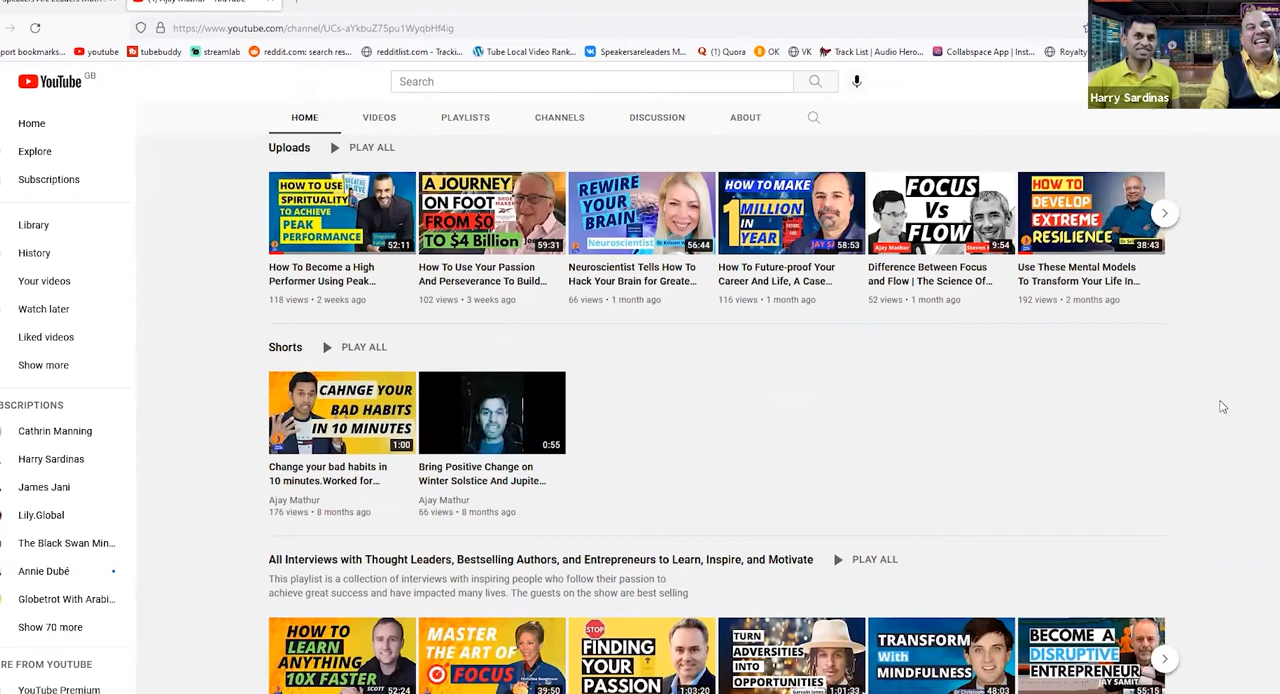 Ajay Mathur - YouTube
https://www.youtube.com/channel/UCs-aYkbuZ75pu1WyqbHf4ig
port bookmarks...
youtube
tubebuddy
streamlab
reddit.com: search res...
redditlist.com - Tracki...
Tube Local Video Rank...
Speakersareleaders M...
(1) Quora
OK
VK
Track List | Audio Hero...
Collabspace App | Inst...
Royalty
Harry Sardinas
YouTube GB
Search
HOME
VIDEOS
PLAYLISTS
CHANNELS
DISCUSSION
ABOUT
Home
Explore
Subscriptions
Library
History
Your videos
Watch later
Liked videos
Show more
BSCRIPTIONS
Cathrin Manning
Harry Sardinas
James Jani
Lily.Global
The Black Swan Min...
Annie Dubé
Globetrot With Arabi...
Show 70 more
RE FROM YOUTUBE
YouTube Premium
Uploads
PLAY ALL
HOW TO USE
SPIRITUALITY
TO ACHIEVE
PEAK
PERFORMANCE
52:11
How To Become a High
Performer Using Peak...
118 views • 2 weeks ago
A JOURNEY
ON FOOT
FROM $0
TO $4 Billion
SHOE
59:31
How To Use Your Passion
And Perseverance To Build...
102 views • 3 weeks ago
REWIRE
YOUR
BRAIN
Neuroscientist
56:44
Neuroscientist Tells How To
Hack Your Brain for Greate...
66 views • 1 month ago
HOW TO MAKE
1 MILLION
IN
YEAR
58:53
How To Future-proof Your
Career And Life, A Case...
116 views • 1 month ago
FOCUS
Vs
FLOW
Ajay Mathur
9:54
Difference Between Focus
and Flow | The Science Of...
52 views • 1 month ago
HOW TO
DEVELOP
EXTREME
RESILIENCE
38:43
Use These Mental Models
To Transform Your Life In...
192 views • 2 months ago
Shorts
PLAY ALL
CAHNGE YOUR
BAD HABITS
IN 10 MINUTES
1:00
Change your bad habits in
10 minutes.Worked for...
Ajay Mathur
176 views • 8 months ago
0:55
Bring Positive Change on
Winter Solstice And Jupite...
Ajay Mathur
66 views • 8 months ago
All Interviews with Thought Leaders, Bestselling Authors, and Entrepreneurs to Learn, Inspire, and Motivate
PLAY ALL
This playlist is a collection of interviews with inspiring people who follow their passion to
achieve great success and have impacted many lives. The guests on the show are best selling
HOW TO
LEARN
ANYTHING
10X FASTER
SCOTT
52:24
MASTER
THE ART OF
FOCUS
39:50
STOP
FINDING
YOUR
PASSION
1:03:20
TURN
ADVERSITIES
INTO
OPPORTUNITIES
1:01:33
TRANSFORM
With
MINDFULNESS
48:03
BECOME A
DISRUPTIVE
ENTREPRENEUR
JAY SAMIT
55:19